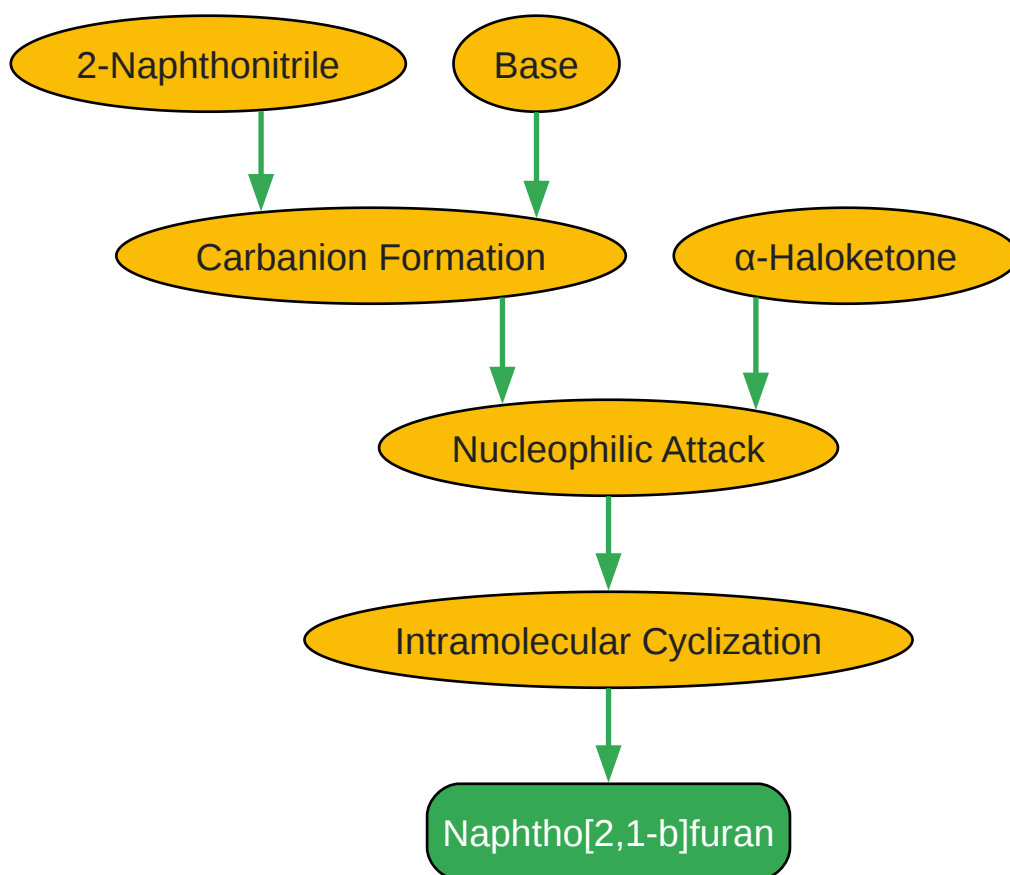 2-Naphthonitrile
Base
Carbanion Formation
α-Haloketone
Nucleophilic Attack
Intramolecular Cyclization
Naphtho[2,1-b]furan